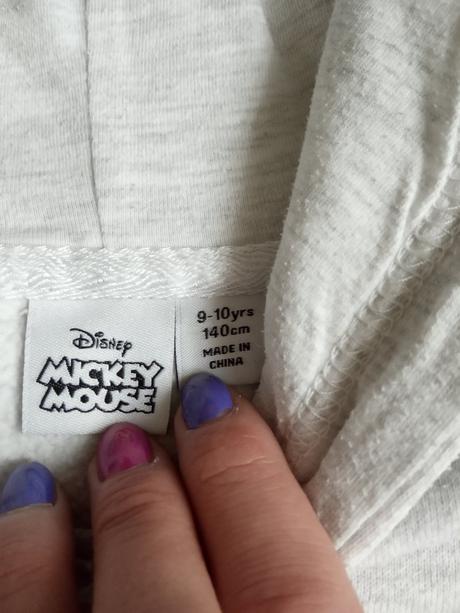 Disney
MICKEY
MOUSE
9-10yrs
140cm
MADE IN
CHINA